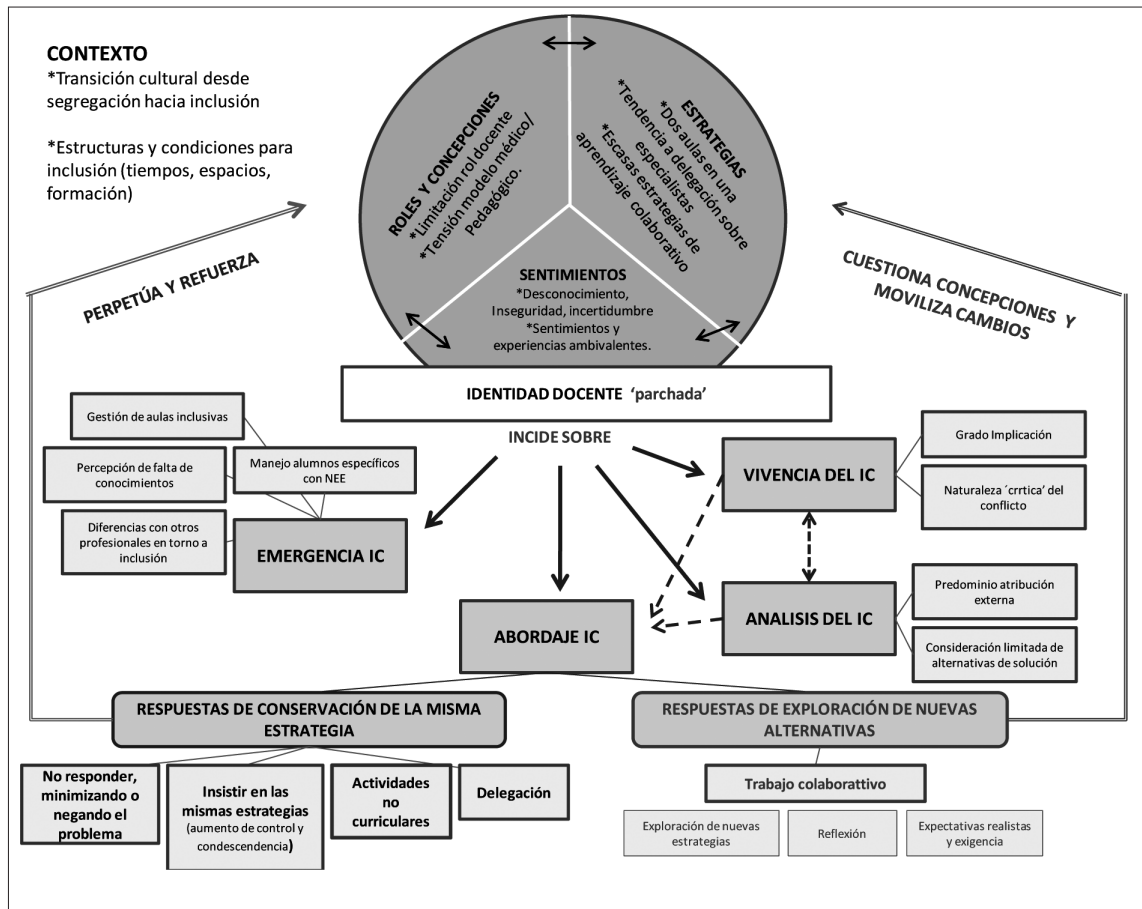 CONTEXTO
*Transición cultural desde
segregación hacia inclusión
*Estructuras y condiciones para
inclusión (tiempos, espacios,
formación)
ROLES Y CONCEPCIONES
*Limitación rol docente
*Tensión modelo médico/
Pedagógico.
ESTRATEGIAS
*Dos aulas en una
*Tendencia a delegación sobre
especialistas
*Escasas estrategias de
aprendizaje colaborativo
SENTIMIENTOS
*Desconocimiento,
Inseguridad, incertidumbre
*Sentimientos y
experiencias ambivalentes.
PERPETÚA Y REFUERZA
CUESTIONA CONCEPCIONES Y
MOVILIZA CAMBIOS
IDENTIDAD DOCENTE 'parchada'
INCIDE SOBRE
Gestión de aulas inclusivas
Percepción de falta de
conocimientos
Manejo alumnos específicos
con NEE
Diferencias con otros
profesionales en torno a
inclusión
EMERGENCIA IC
VIVENCIA DEL IC
Grado Implicación
Naturaleza ´crrtica' del
conflicto
ABORDAJE IC
ANALISIS DEL IC
Predominio atribución
externa
Consideración limitada de
alternativas de solución
RESPUESTAS DE CONSERVACIÓN DE LA MISMA
ESTRATEGIA
RESPUESTAS DE EXPLORACIÓN DE NUEVAS
ALTERNATIVAS
No responder,
minimizando o
negando el
problema
Insistir en las
mismas estrategias
(aumento de control y
condescendencia)
Actividades
no
curriculares
Delegación
Trabajo colaborattivo
Exploración de nuevas
estrategias
Reflexión
Expectativas realistas
y exigencia